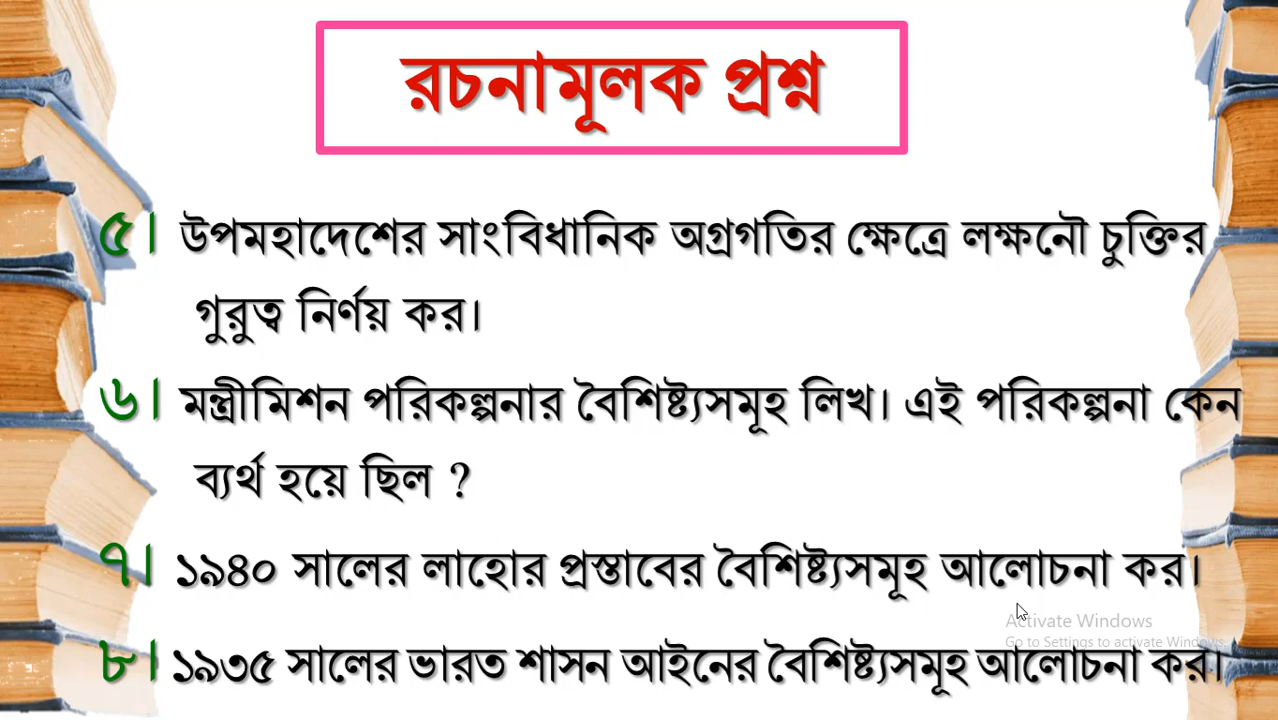 রচনামূলক প্রশ্ন
৫। উপমহাদেশের সাংবিধানিক অগ্রগতির ক্ষেত্রে লক্ষনৌ চুক্তির
গুরুত্ব নির্ণয় কর।
৬। মন্ত্রীমিশন পরিকল্পনার বৈশিষ্ট্যসমূহ লিখ। এই পরিকল্পনা কেন
ব্যর্থ হয়ে ছিল ?
৭। ১৯৪০ সালের লাহোর প্রস্তাবের বৈশিষ্ট্যসমূহ আলোচনা কর।
Activate Windows
Go to Settings to activate Windows.
৮। ১৯৩৫ সালের ভারত শাসন আইনের বৈশিষ্ট্যসমূহ আলোচনা কর।